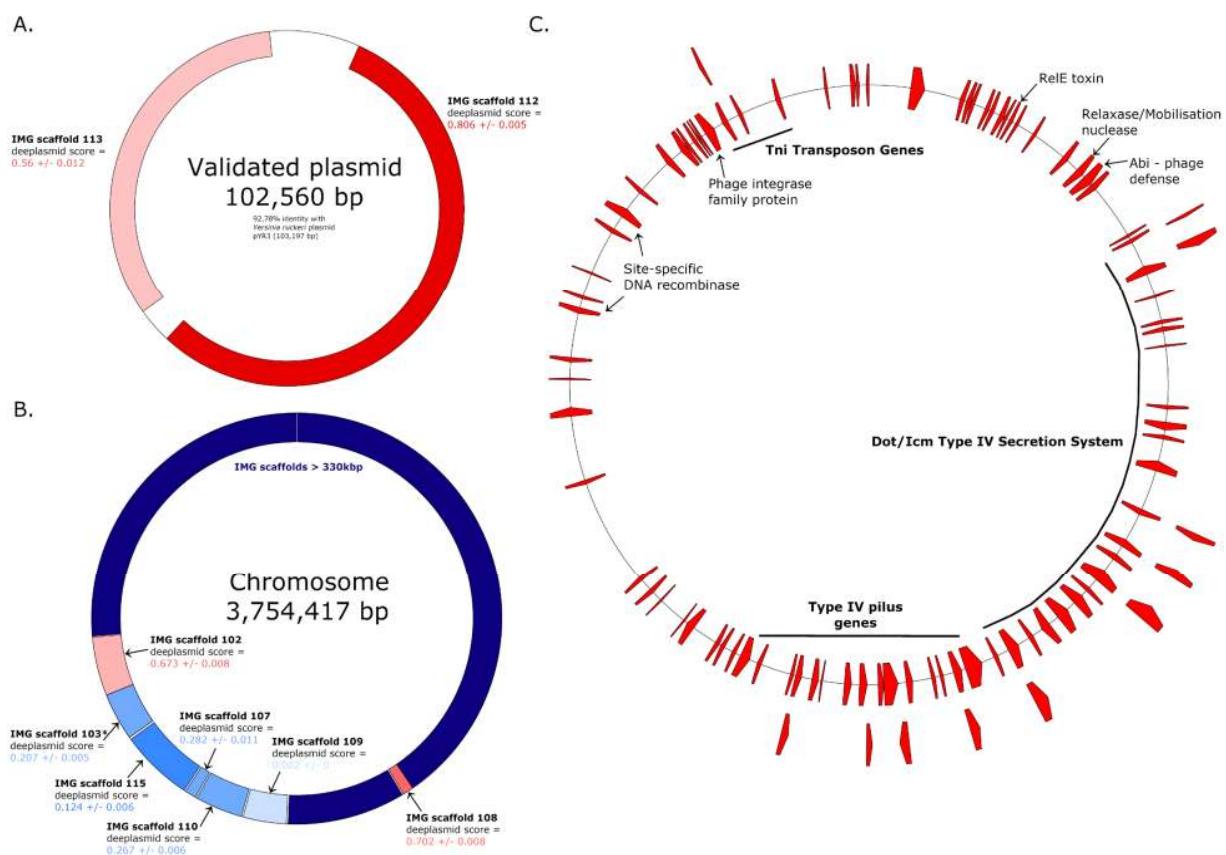 A.
IMG scaffold 113
deeplasmid score =
0.56 +/- 0.012
IMG scaffold 112
deeplasmid score =
0.806 +/- 0.005
Validated plasmid
102,560 bp
92.78% identity with
Yersinia ruckeri plasmid
pYR3 (103,197 bp)
B.
IMG scaffolds > 330kbp
Chromosome
3,754,417 bp
IMG scaffold 102
deeplasmid score =
0.673 +/- 0.008
IMG scaffold 103*
deeplasmid score =
0.207 +/- 0.005
IMG scaffold 107
deeplasmid score =
0.282 +/- 0.011
IMG scaffold 109
deeplasmid score =
IMG scaffold 115
deeplasmid score =
0.124 +/- 0.006
IMG scaffold 110
deeplasmid score =
0.267 +/- 0.006
IMG scaffold 108
deeplasmid score =
0.702 +/- 0.008
C.
RelE toxin
Relaxase/Mobilisation
nuclease
Abi - phage
defense
Tni Transposon Genes
Phage integrase
family protein
Site-specific
DNA recombinase
Dot/Icm Type IV Secretion System
Type IV pilus
genes